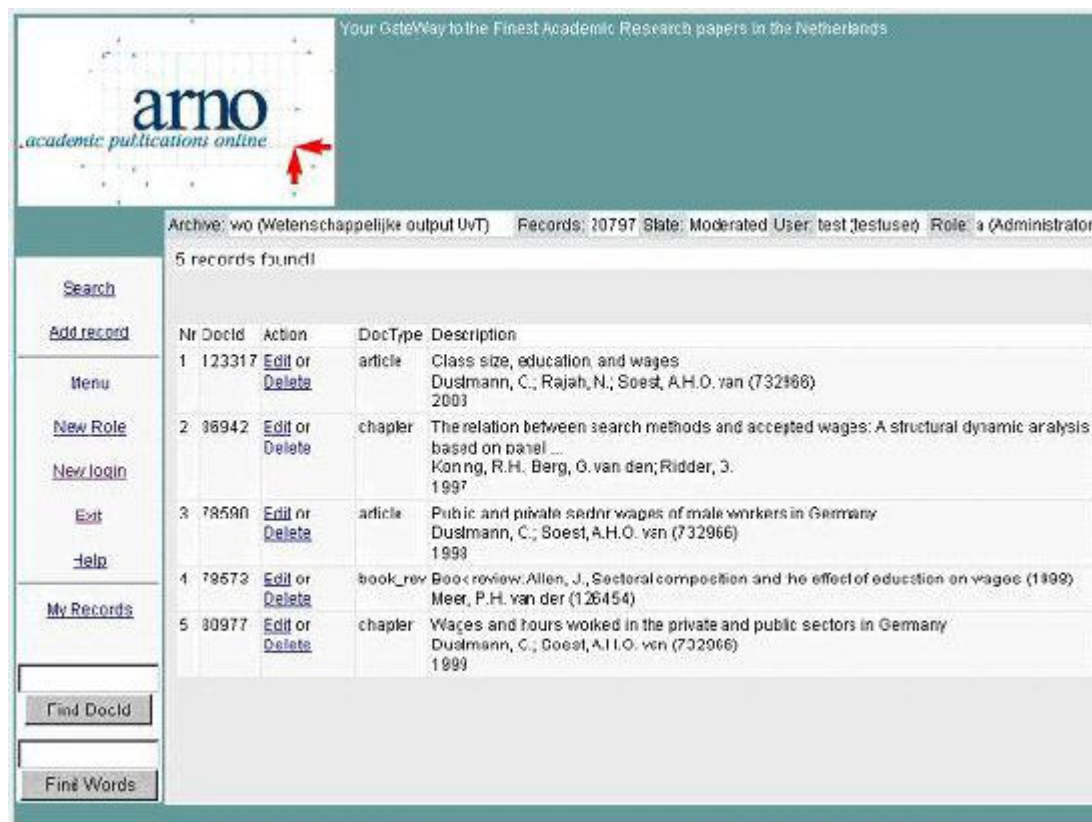 Your GateWay to the Finest Academic Research papers in the Netherlands
arno
academic publications online
Archive: wo (Wetenschappelijke output UvT) Records: 20797 State: Moderated User: test (testuser) Role: a (Administrator
5 records found!
Search
Add record
Menu
New Role
New login
Exit
Help
My Records
Find DocId
Find Words
Nr DocId Action DocType Description
1 123317 Edit or article Class size, education, and wages
Delete Dustmann, C.; Rajah, N.; Soest, A.H.O. van (732966)
2003
2 Edit or chapter The relation between search methods and accepted wages: A structural dynamic analysis
Delete based on panel ...
Koning, R.H. Berg, G. van den; Ridder,
1997
3 78590 Edit or article Public and private sector wages of male workers in Germany
Delete Dustmann, C.; Soest, A.H.O. van (732966)
1998
4 79573 Edit or book_rev Book review: Allen, J., Sectoral composition and the effect of education on wages (1999)
Delete Meer, P.H. van der (126454)
5 Edit or chapter Wages and hours worked in the private and public sectors in Germany
Delete Dustmann, C.; Soest, A.H.O. van (732966)
1999